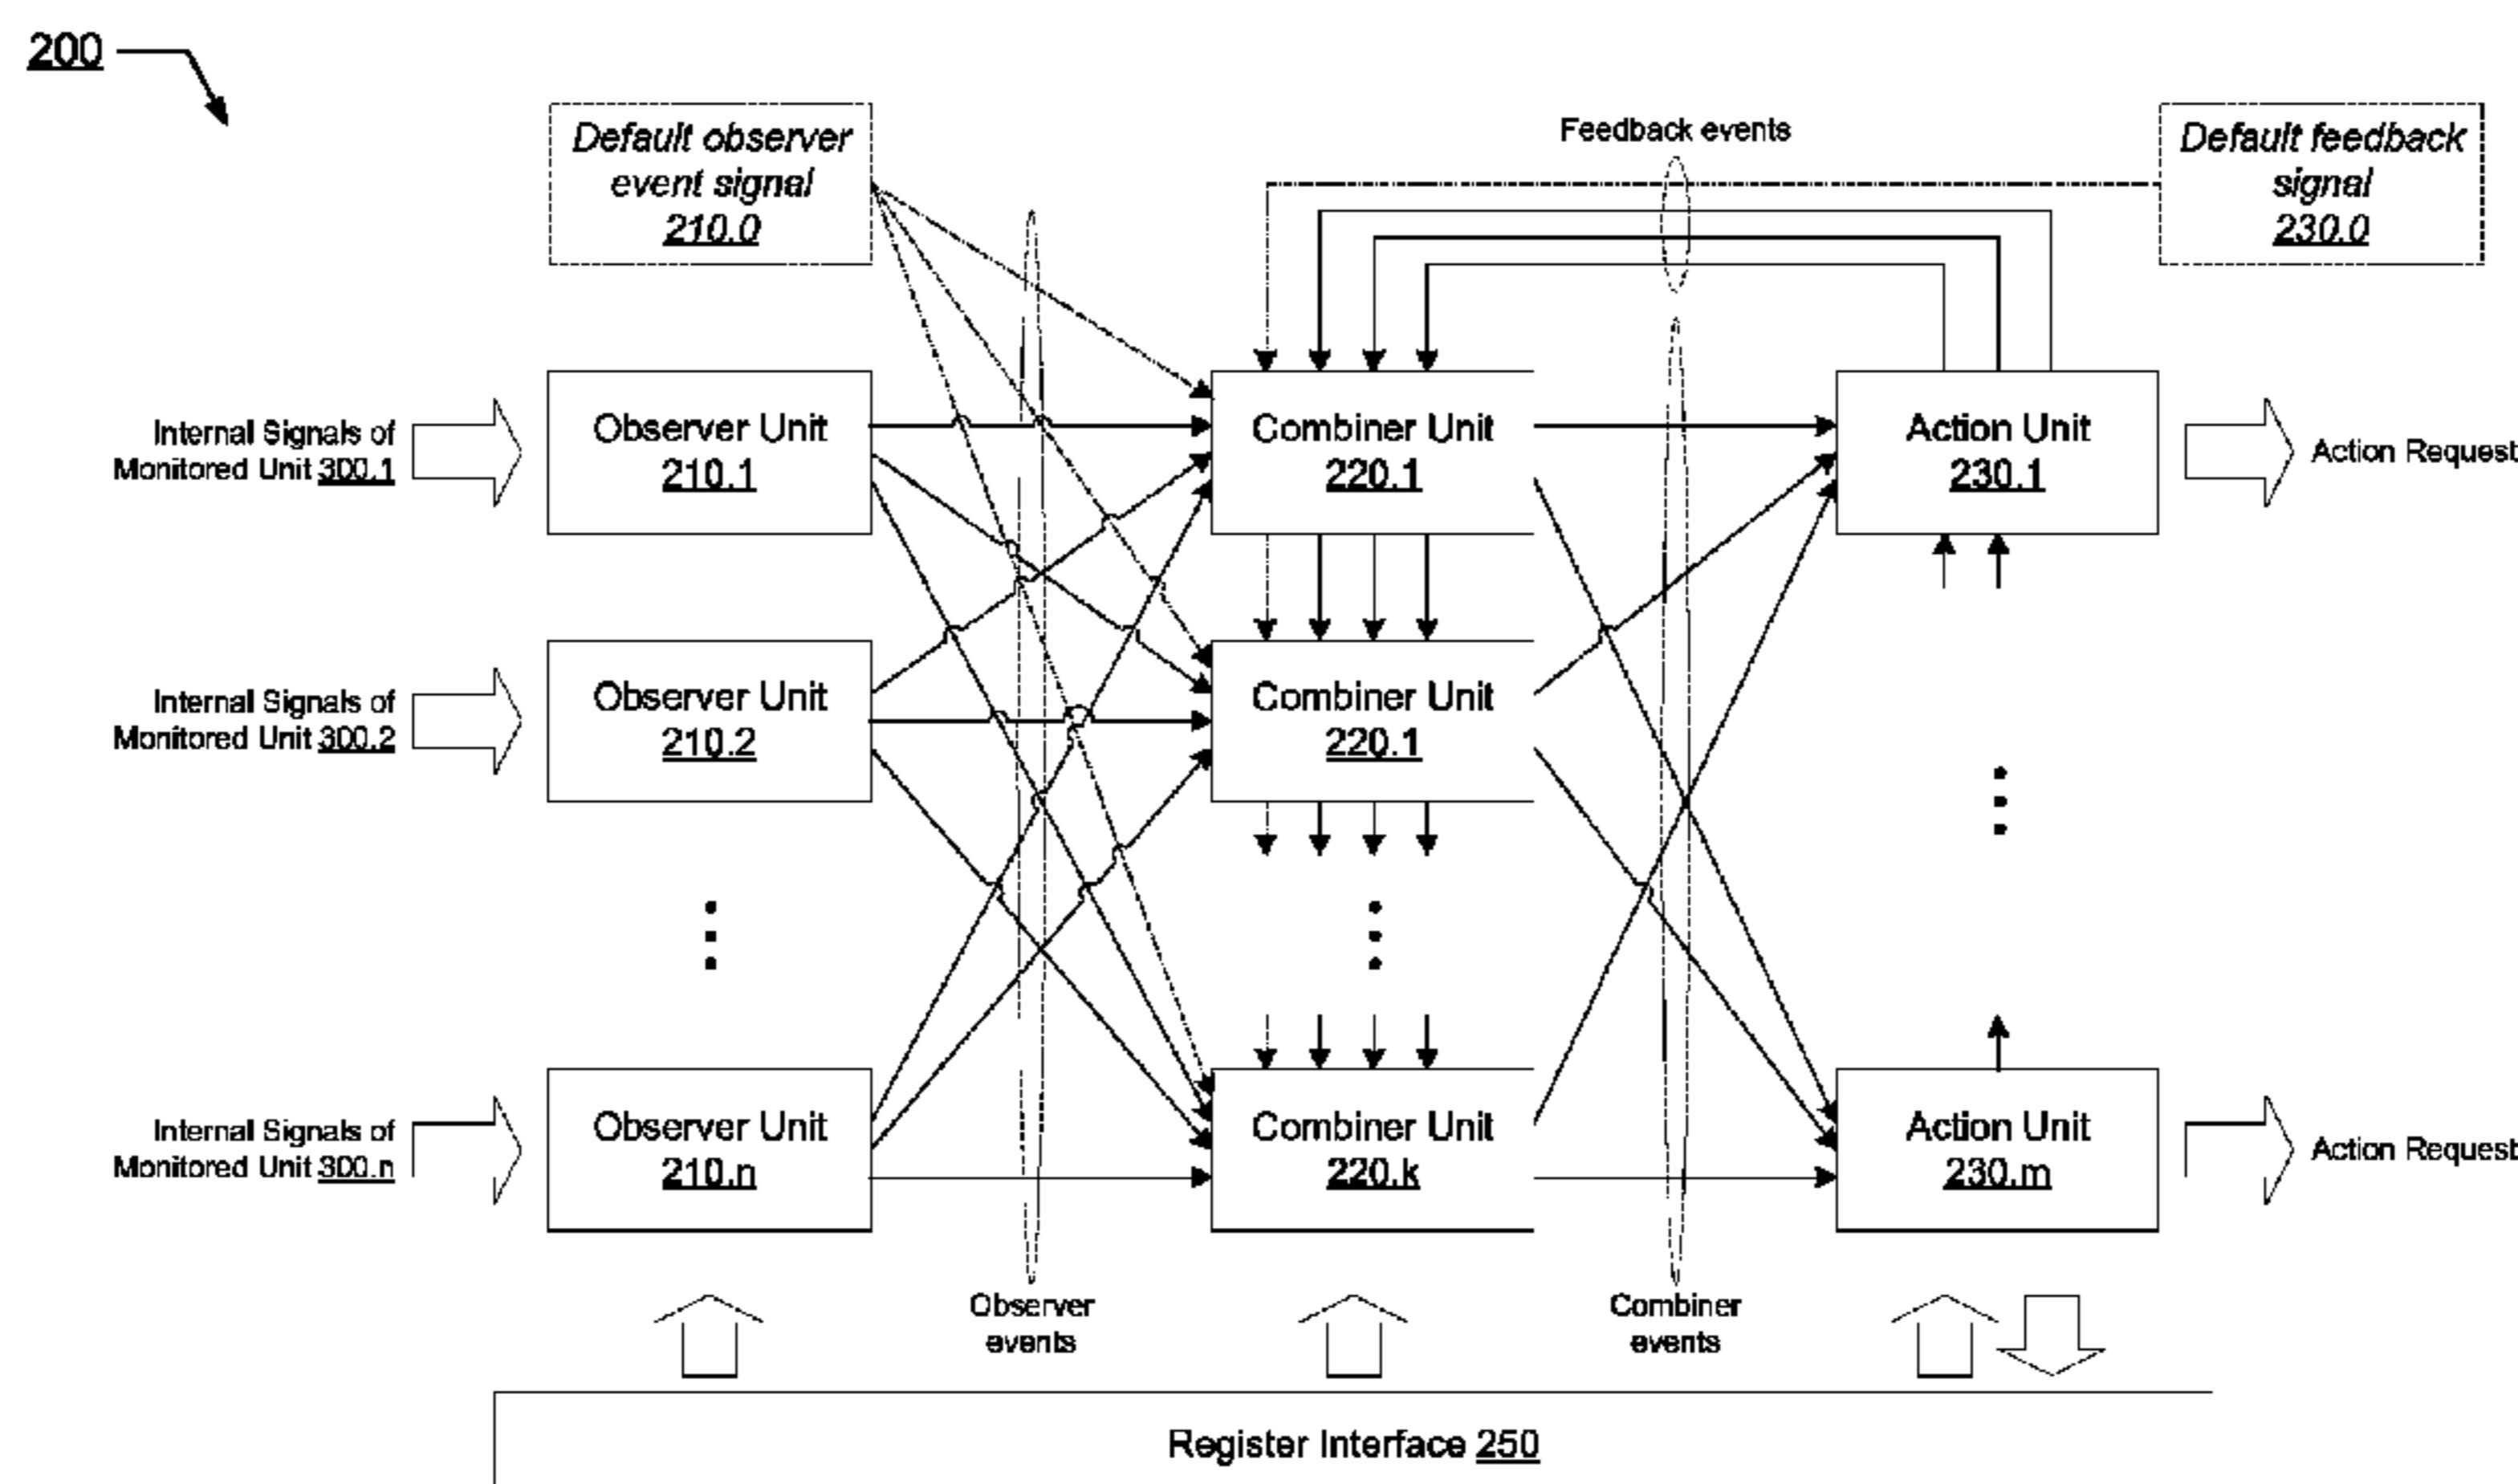 200
Default observer
event signal
210.0
Feedback events
Default feedback
signal
230.0
Internal Signals of
Monitored Unit 300.1
Observer Unit
210.1
Combiner Unit
220.1
Action Unit
230.1
Action Request
Internal Signals of
Monitored Unit 300.2
Observer Unit
210.2
Combiner Unit
220.1
Internal Signals of
Monitored Unit 300.n
Observer Unit
210.n
Combiner Unit
220.k
Action Unit
230.m
Action Request
Observer
events
Combiner
events
Register Interface 250